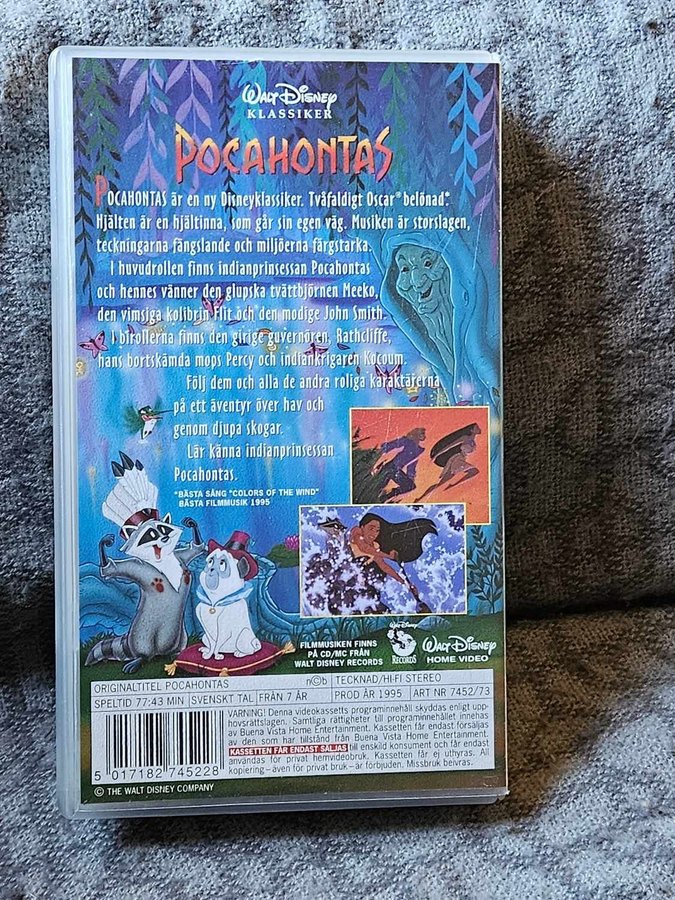 WALT DISNEY
KLASSIKER
POCAHONTAS
POCAHONTAS är en ny Disneyklassiker. Tvåfaldigt Oscar® belönad*.
Hjälten är en hjältinna, som går sin egen väg. Musiken är storslagen,
teckningarna fängslande och miljöerna färgstarka.
I huvudrollen finns indianprinsessan Pocahontas
och hennes vänner den glupska tvättbjörnen Meeko,
den vimsiga kolibrin Flit och den modige John Smith.
I birollerna finns den girige guvernören, Rathcliffe,
hans bortskämda mops Percy och indiankrigaren Kocoum.
Följ dem och alla de andra roliga karaktärerna
på ett äventyr över hav och
genom djupa skogar.
Lär känna indianprinsessan
Pocahontas.
*BÄSTA SÅNG "COLORS OF THE WIND"
BÄSTA FILMMUSIK 1995
FILMMUSIKEN FINNS
PÅ CD/MC FRÅN
WALT DISNEY RECORDS
WALT DISNEY
RECORDS
WALT DISNEY
HOME VIDEO
ORIGINALTITEL POCAHONTAS n©b TECKNAD/HI-FI STEREO
SPELTID 77:43 MIN SVENSKT TAL FRÅN 7 ÅR PROD ÅR 1995 ART NR 7452/73
VARNING! Denna videokassetts programinnehåll skyddas enligt upp-
hovsrättslagen. Samtliga rättigheter till programinnehållet innehas
av Buena Vista Home Entertainment. Kassetten får endast försäljas
av den som har tillstånd från Buena Vista Home Entertainment.
KASSETTEN FÅR ENDAST SÄLJAS till enskild konsument och får endast
användas för privat hemvideobruk. Kassetten får ej uthyras. All
kopiering – även för privat bruk – är förbjuden. Missbruk beivras.
5 017182 745228
© THE WALT DISNEY COMPANY